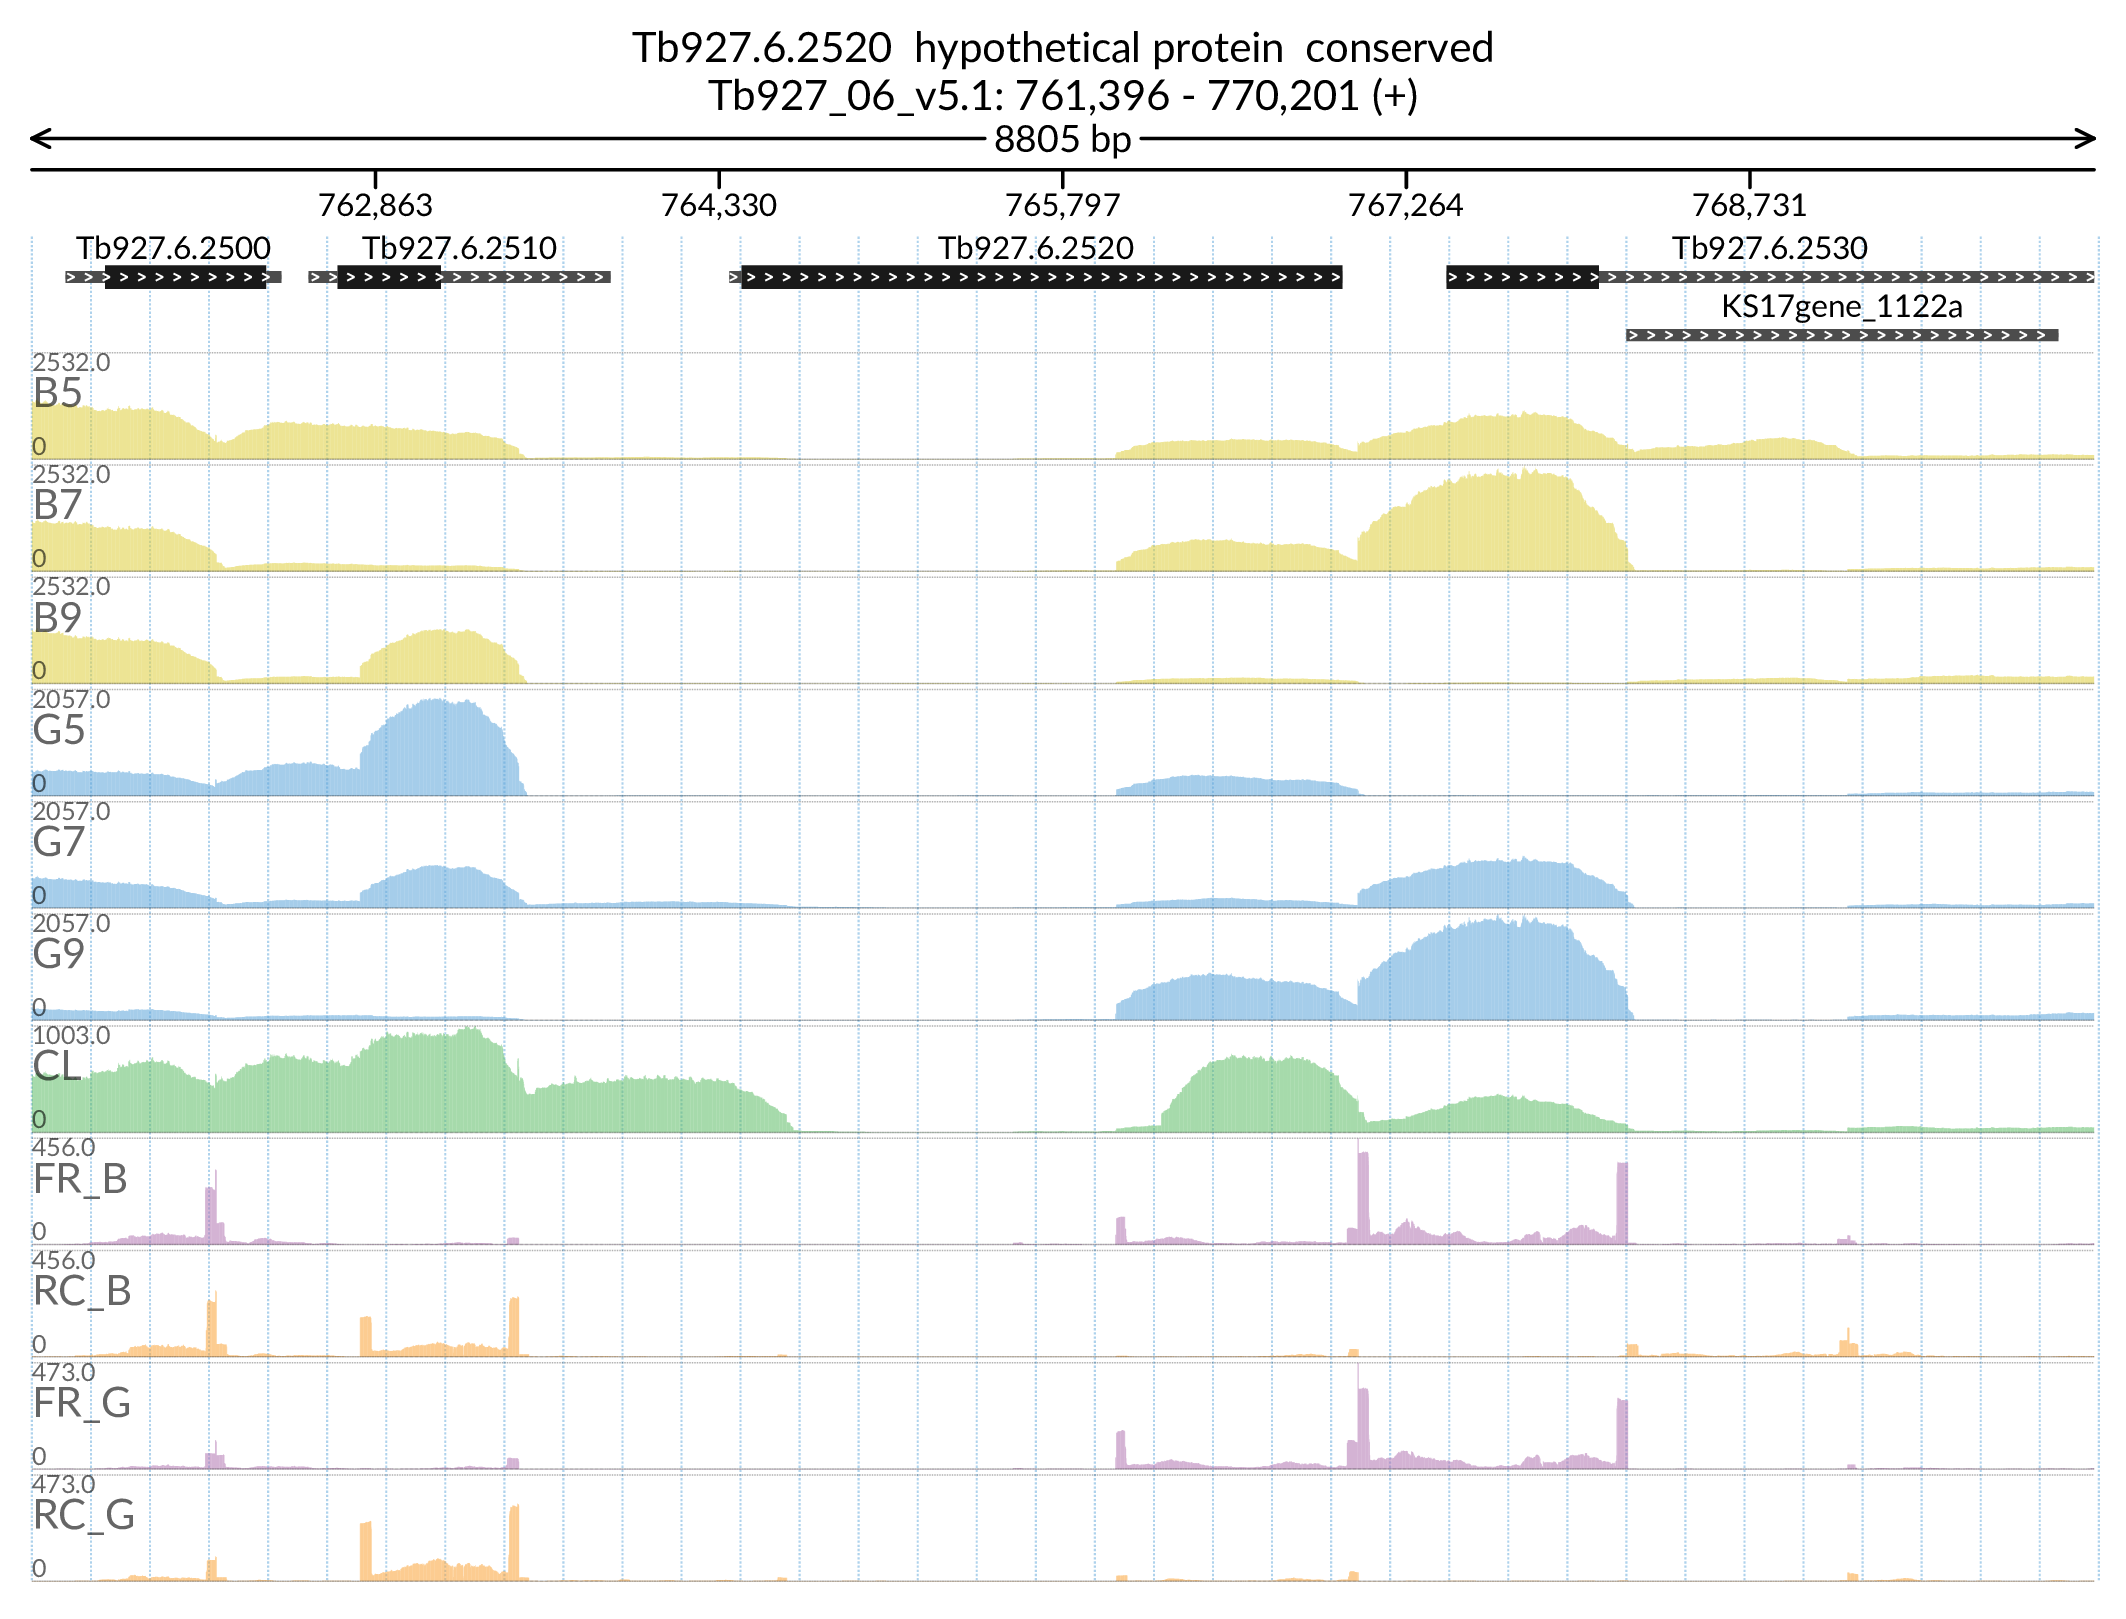 Tb927.6.2520  hypothetical protein  conserved
Tb927_06_v5.1: 761,396 - 770,201 (+)
8805 bp
762,863 764,330 765,797 767,264 768,731
Tb927.6.2500 Tb927.6.2510 Tb927.6.2520 Tb927.6.2530
KS17gene_1122a
2532.0
B5
0
2532.0
B7
0
2532.0
B9
0
2057.0
G5
0
2057.0
G7
0
2057.0
G9
0
1003.0
CL
0
456.0
FR_B
0
456.0
RC_B
0
473.0
FR_G
0
473.0
RC_G
0